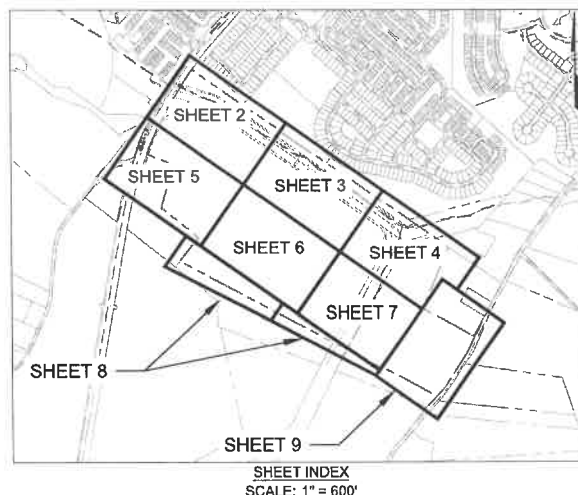 SHEET 2
SHEET 3
SHEET 5
SHEET 4
SHEET 6
SHEET 7
SHEET 8
SHEET 9
SHEET INDEX
SCALE: 1" = 600'